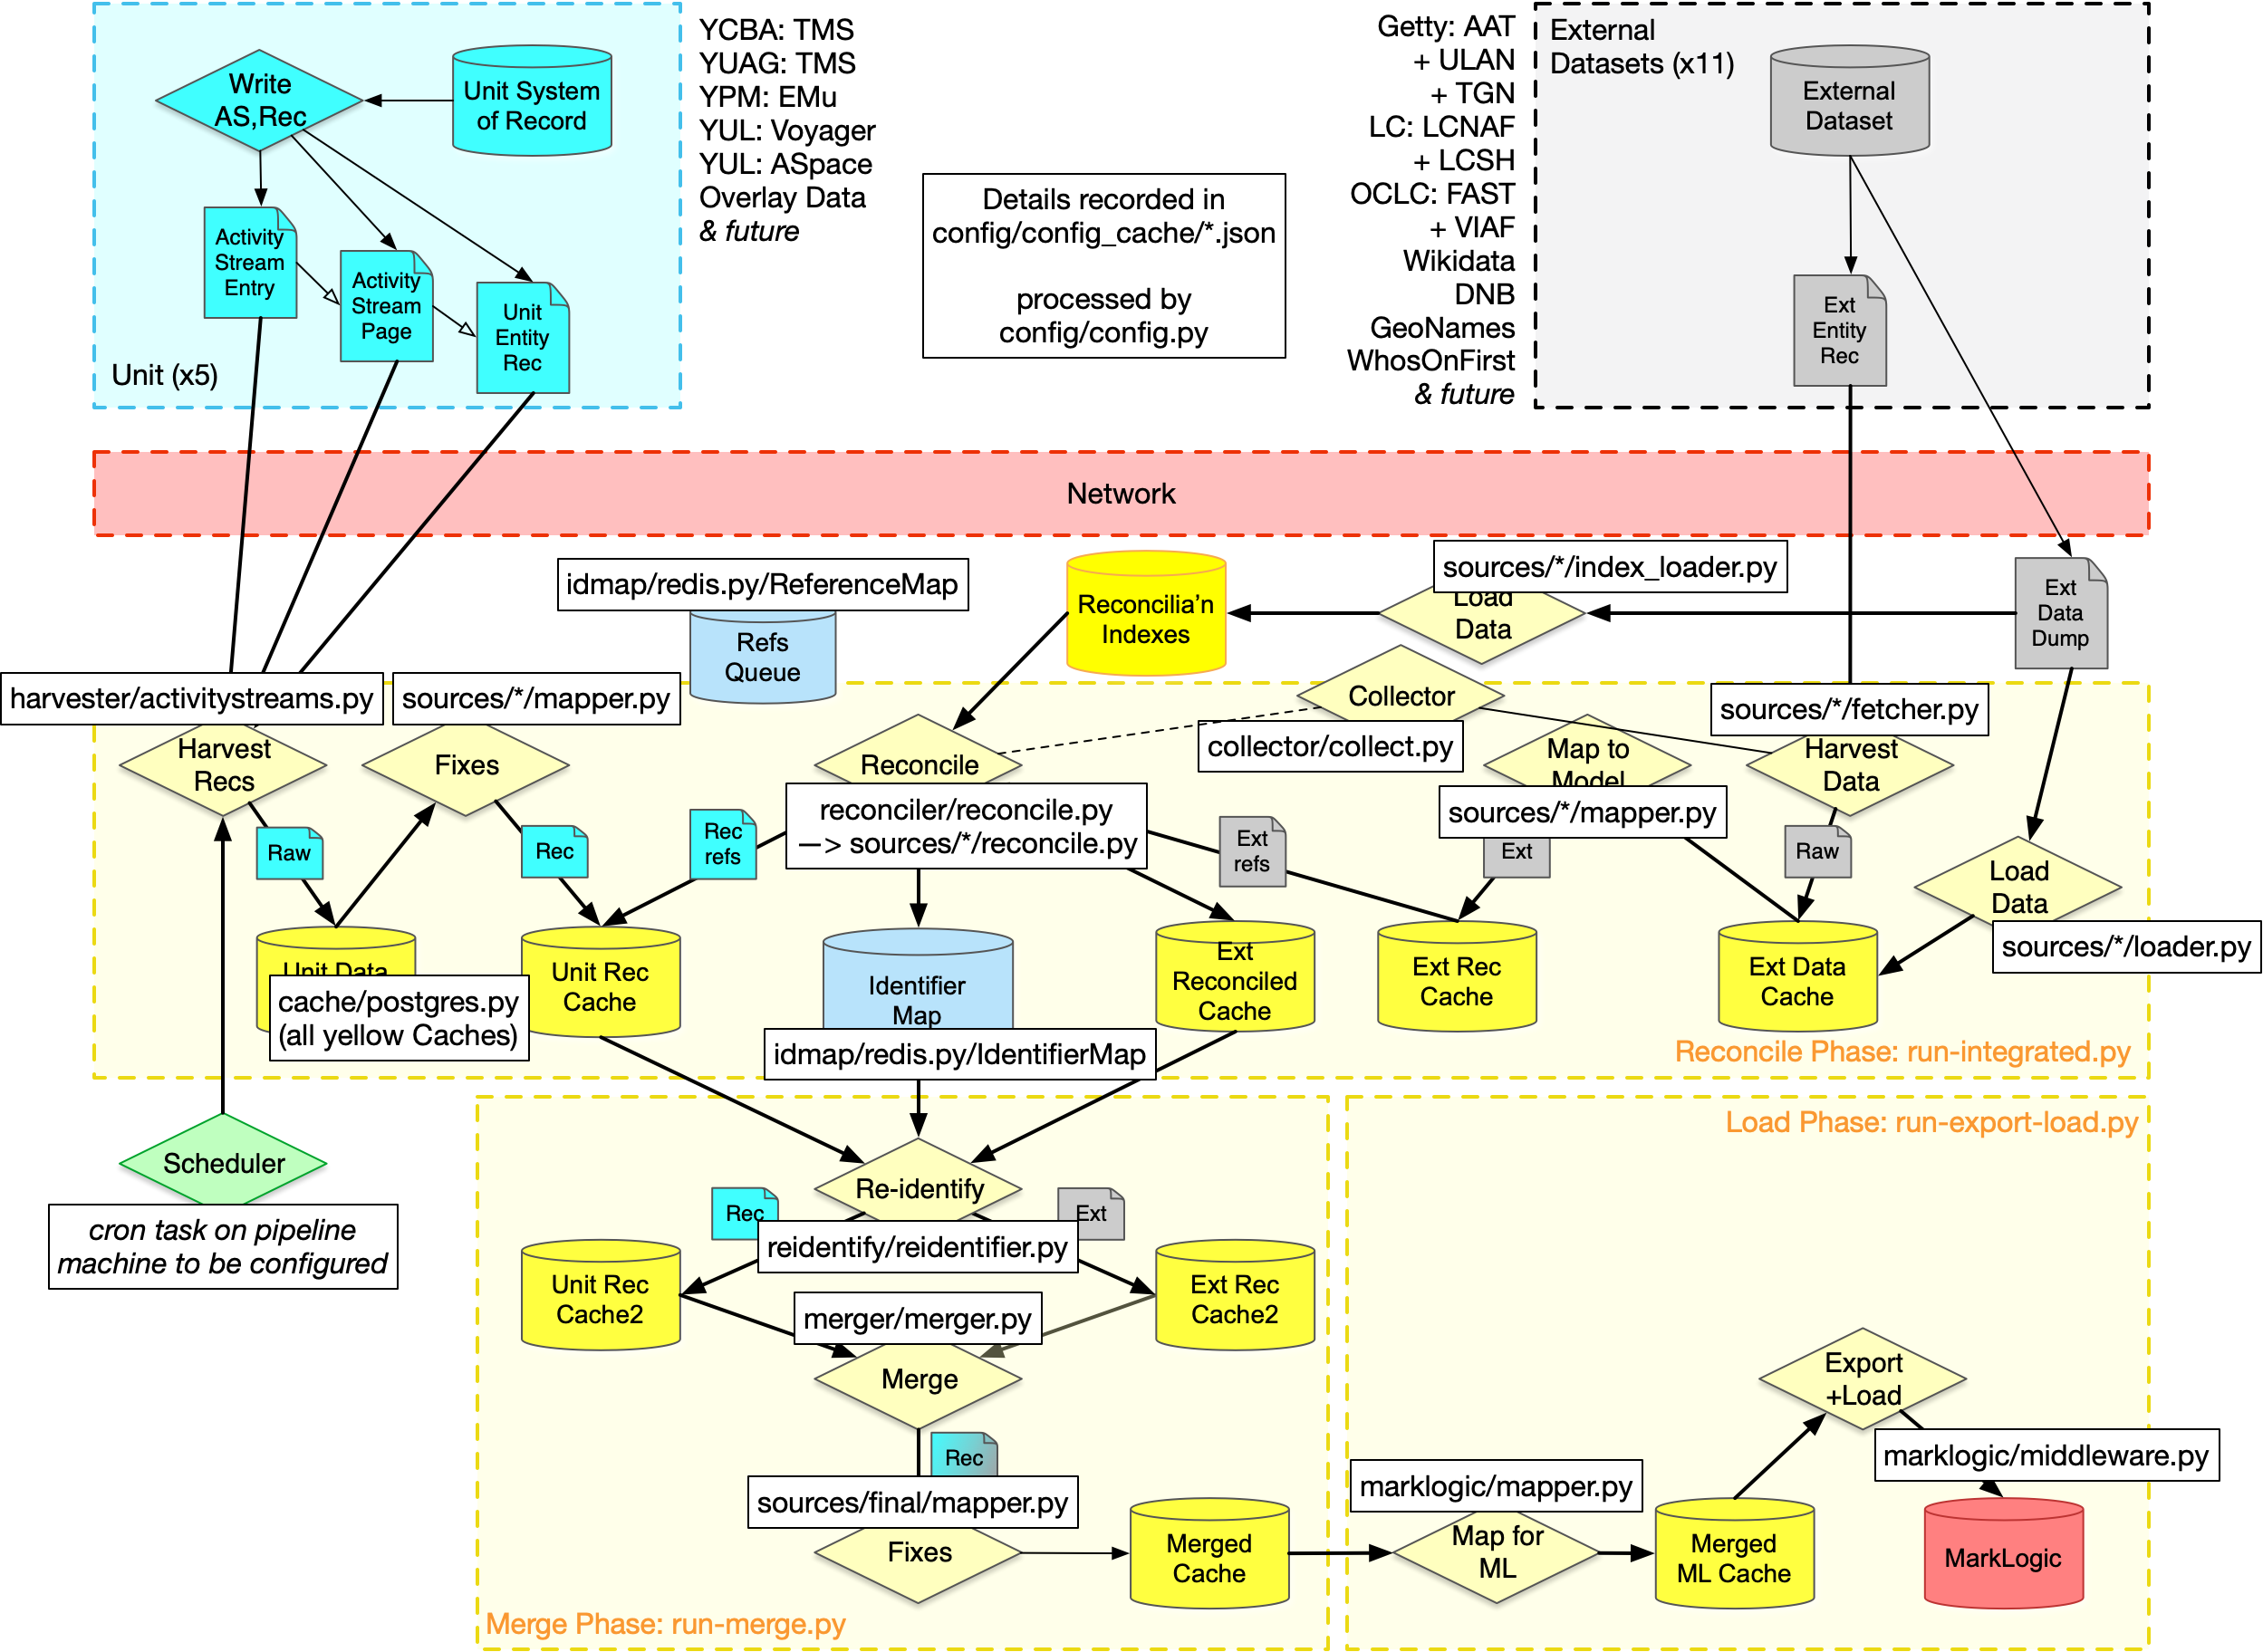 Write
AS,Rec
Unit System
of Record
Activity
Stream
Entry
Activity
Stream
Page
Unit
Entity
Rec
Unit (x5)
YCBA: TMS
YUAG: TMS
YPM: EMu
YUL: Voyager
YUL: ASpace
Overlay Data
& future
Details recorded in
config/config_cache/*.json
processed by
config/config.py
Getty: AAT
+ ULAN
+ TGN
LC: LCNAF
+ LCSH
OCLC: FAST
+ VIAF
Wikidata
DNB
GeoNames
WhosOnFirst
& future
External
Datasets (x11)
External
Dataset
Ext
Entity
Rec
Network
idmap/redis.py/ReferenceMap
Refs
Queue
Reconcilia’n
Indexes
sources/*/index_loader.py
Load
Data
Ext
Data
Dump
harvester/activitystreams.py
Harvest
Recs
sources/*/mapper.py
Fixes
Reconcile
Collector
collector/collect.py
Map to
Model
sources/*/mapper.py
sources/*/fetcher.py
Harvest
Data
Raw
Rec
Rec
refs
reconciler/reconcile.py
—> sources/*/reconcile.py
Ext
refs
Ext
Raw
Load
Data
sources/*/loader.py
Unit Data
cache/postgres.py
(all yellow Caches)
Unit Rec
Cache
Identifier
Map
idmap/redis.py/IdentifierMap
Ext
Reconciled
Cache
Ext Rec
Cache
Ext Data
Cache
Reconcile Phase: run-integrated.py
Scheduler
cron task on pipeline
machine to be configured
Re-identify
Rec
Ext
reidentify/reidentifier.py
Unit Rec
Cache2
Ext Rec
Cache2
merger/merger.py
Merge
Rec
sources/final/mapper.py
Fixes
Merged
Cache
Merge Phase: run-merge.py
Load Phase: run-export-load.py
marklogic/mapper.py
Map for
ML
Merged
ML Cache
Export
+Load
marklogic/middleware.py
MarkLogic